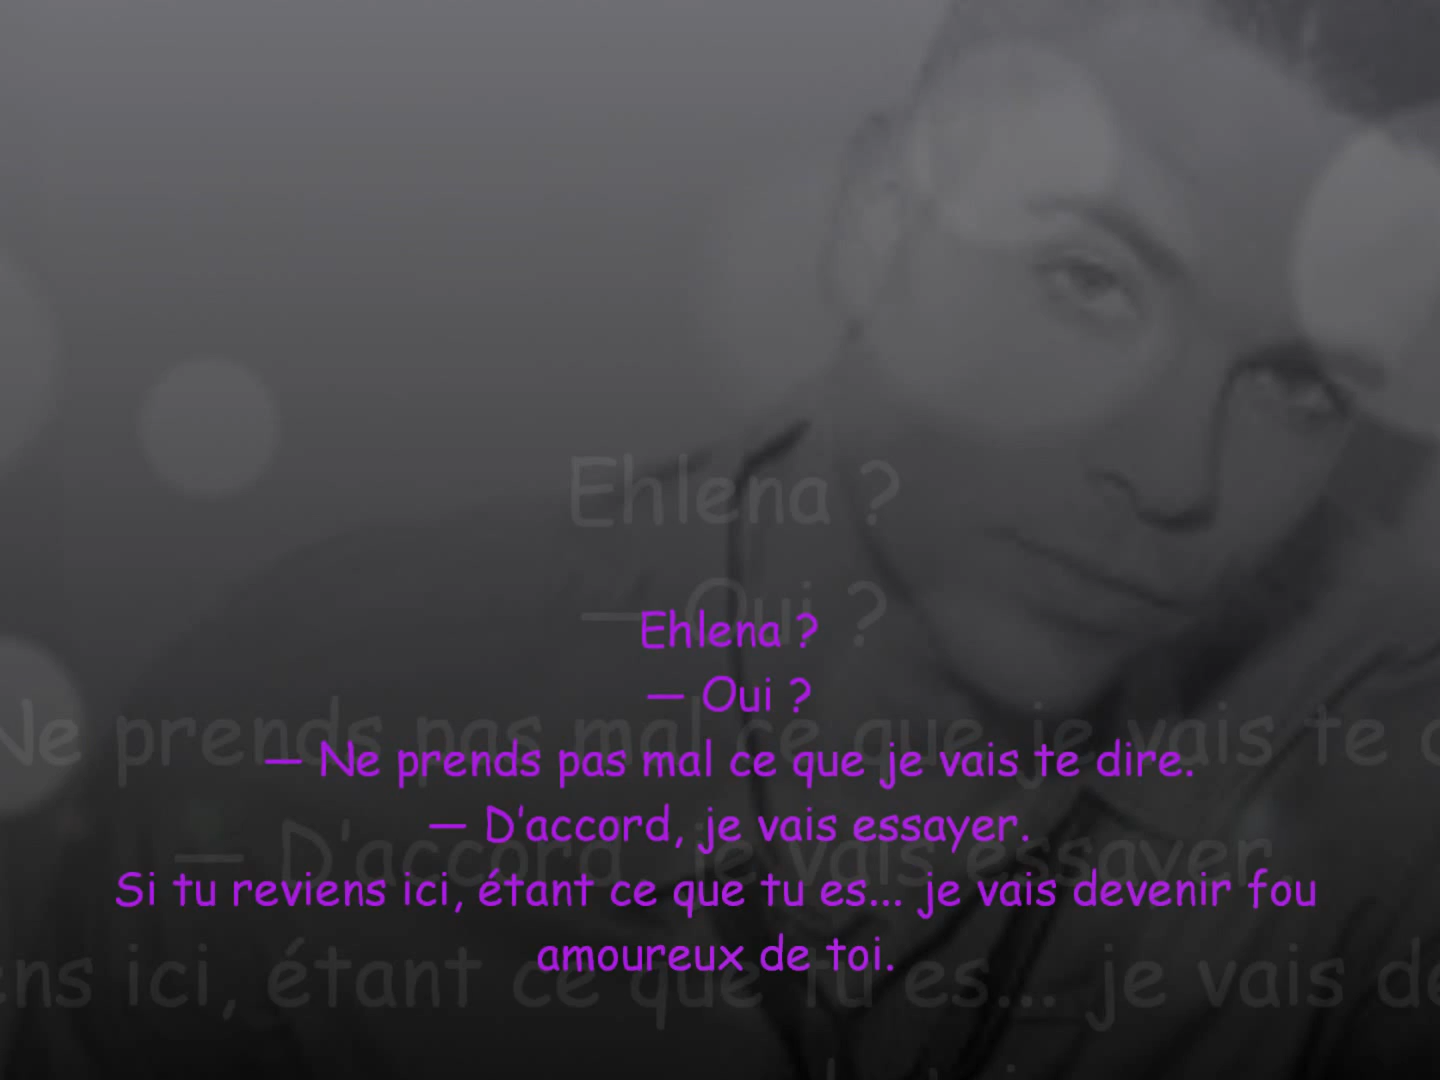 Ehlena ?
— Oui ?
— Ne prends pas mal ce que je vais te dire.
— D'accord, je vais essayer.
Si tu reviens ici, étant ce que tu es... je vais devenir fou
amoureux de toi.